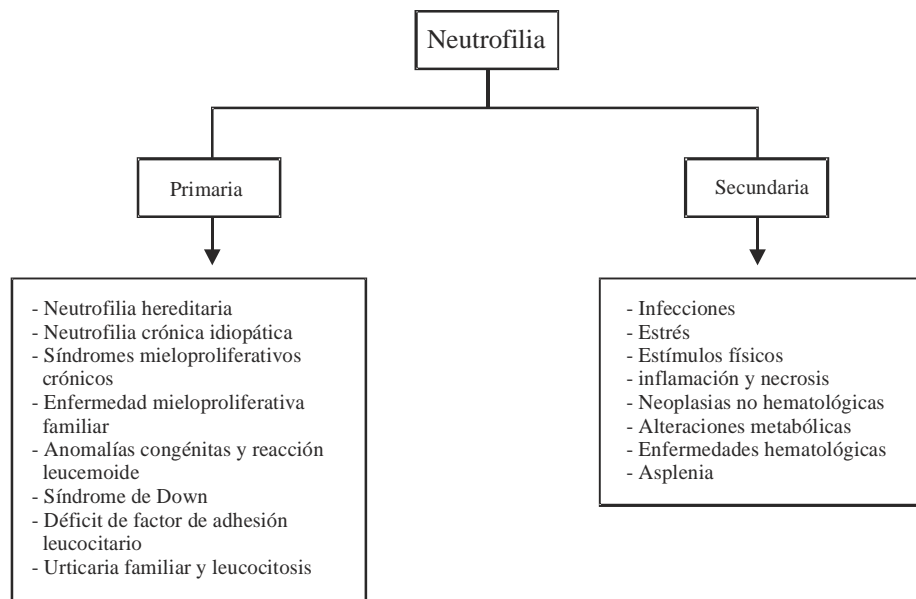 Neutrofilia
Primaria
Secundaria
- Neutrofilia hereditaria
- Neutrofilia crónica idiopática
- Síndromes mieloproliferativos
crónicos
- Enfermedad mieloproliferativa
familiar
- Anomalías congénitas y reacción
leucemoide
- Síndrome de Down
- Déficit de factor de adhesión
leucocitario
- Urticaria familiar y leucocitosis
- Infecciones
- Estrés
- Estímulos físicos
- inflamación y necrosis
- Neoplasias no hematológicas
- Alteraciones metabólicas
- Enfermedades hematológicas
- Asplenia